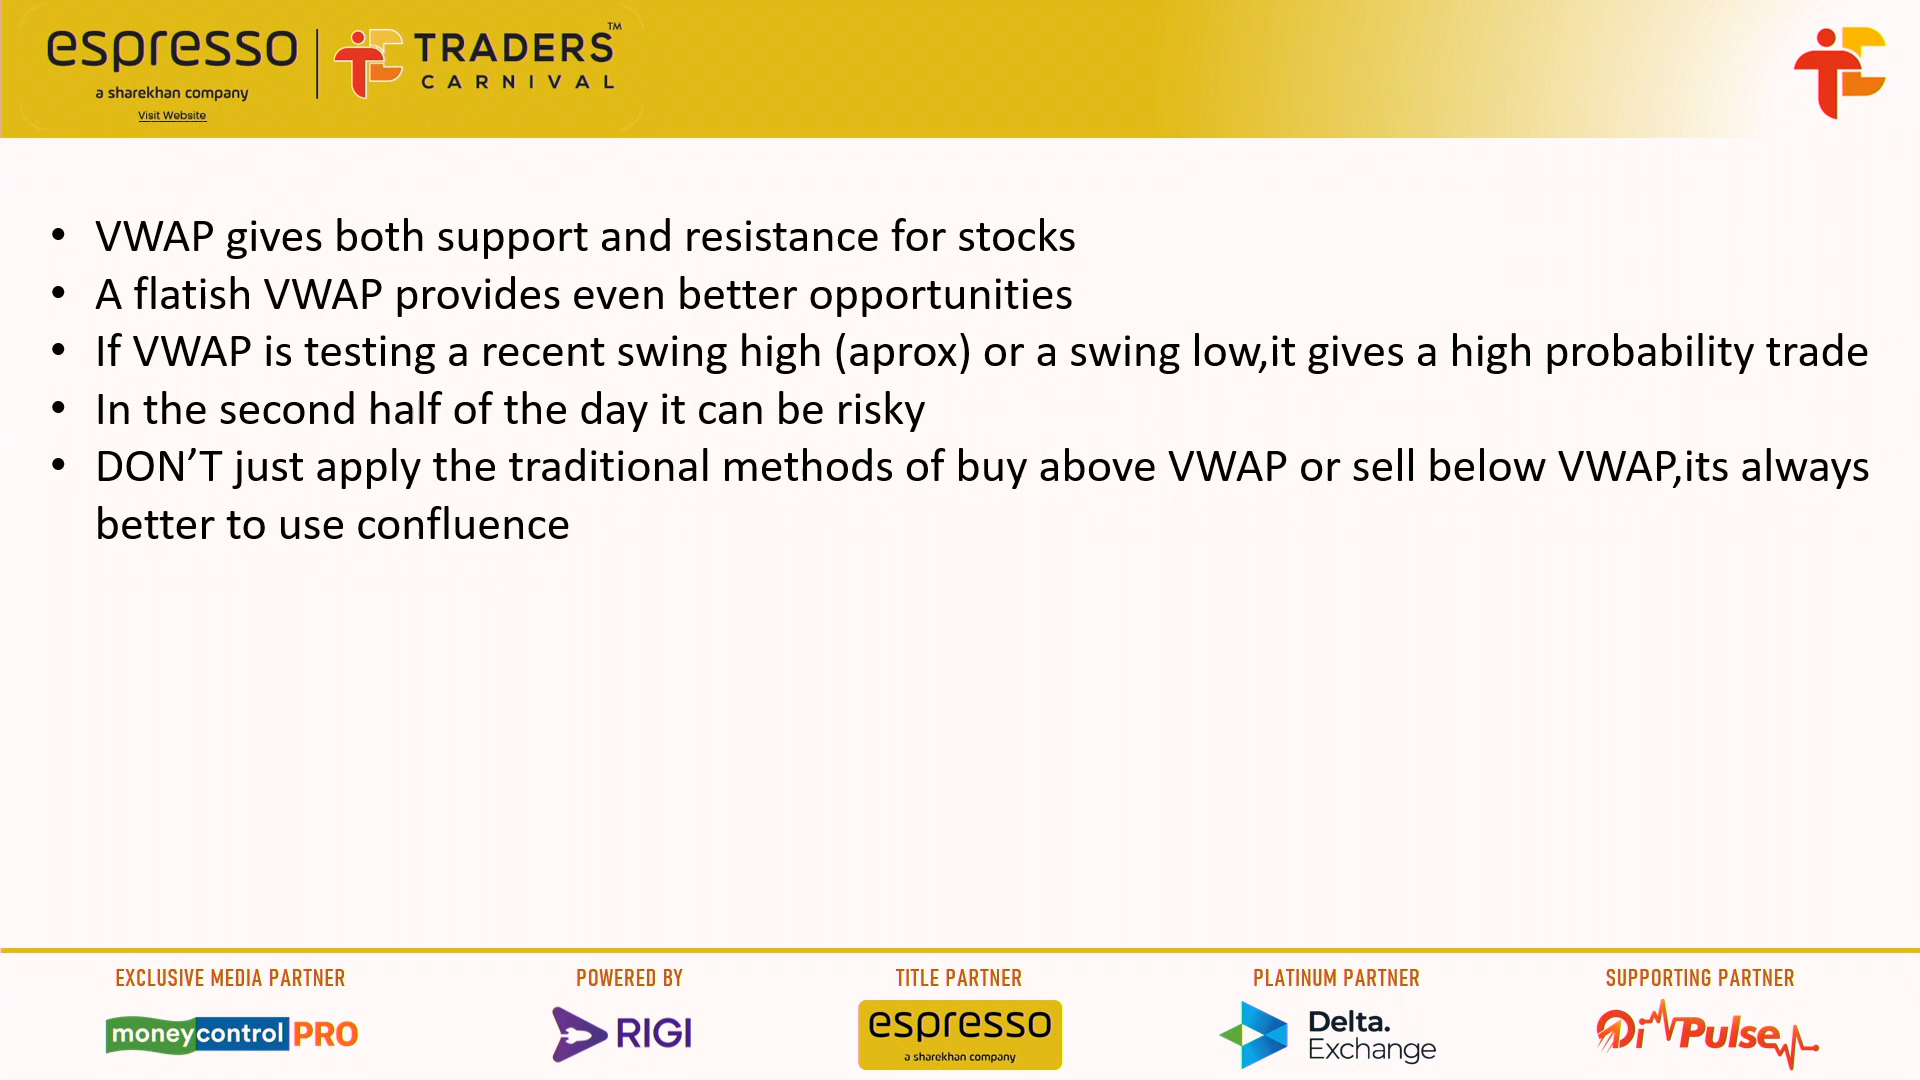 espresso
a sharekhan company
Visit Website
TRADERS™
CARNIVAL
• VWAP gives both support and resistance for stocks
• A flatish VWAP provides even better opportunities
• If VWAP is testing a recent swing high (aprox) or a swing low,it gives a high probability trade
• In the second half of the day it can be risky
• DON’T just apply the traditional methods of buy above VWAP or sell below VWAP,its always
better to use confluence
EXCLUSIVE MEDIA PARTNER
moneycontrol PRO
POWERED BY
RIGI
TITLE PARTNER
espresso
a sharekhan company
PLATINUM PARTNER
Delta.
Exchange
SUPPORTING PARTNER
Qi Pulse